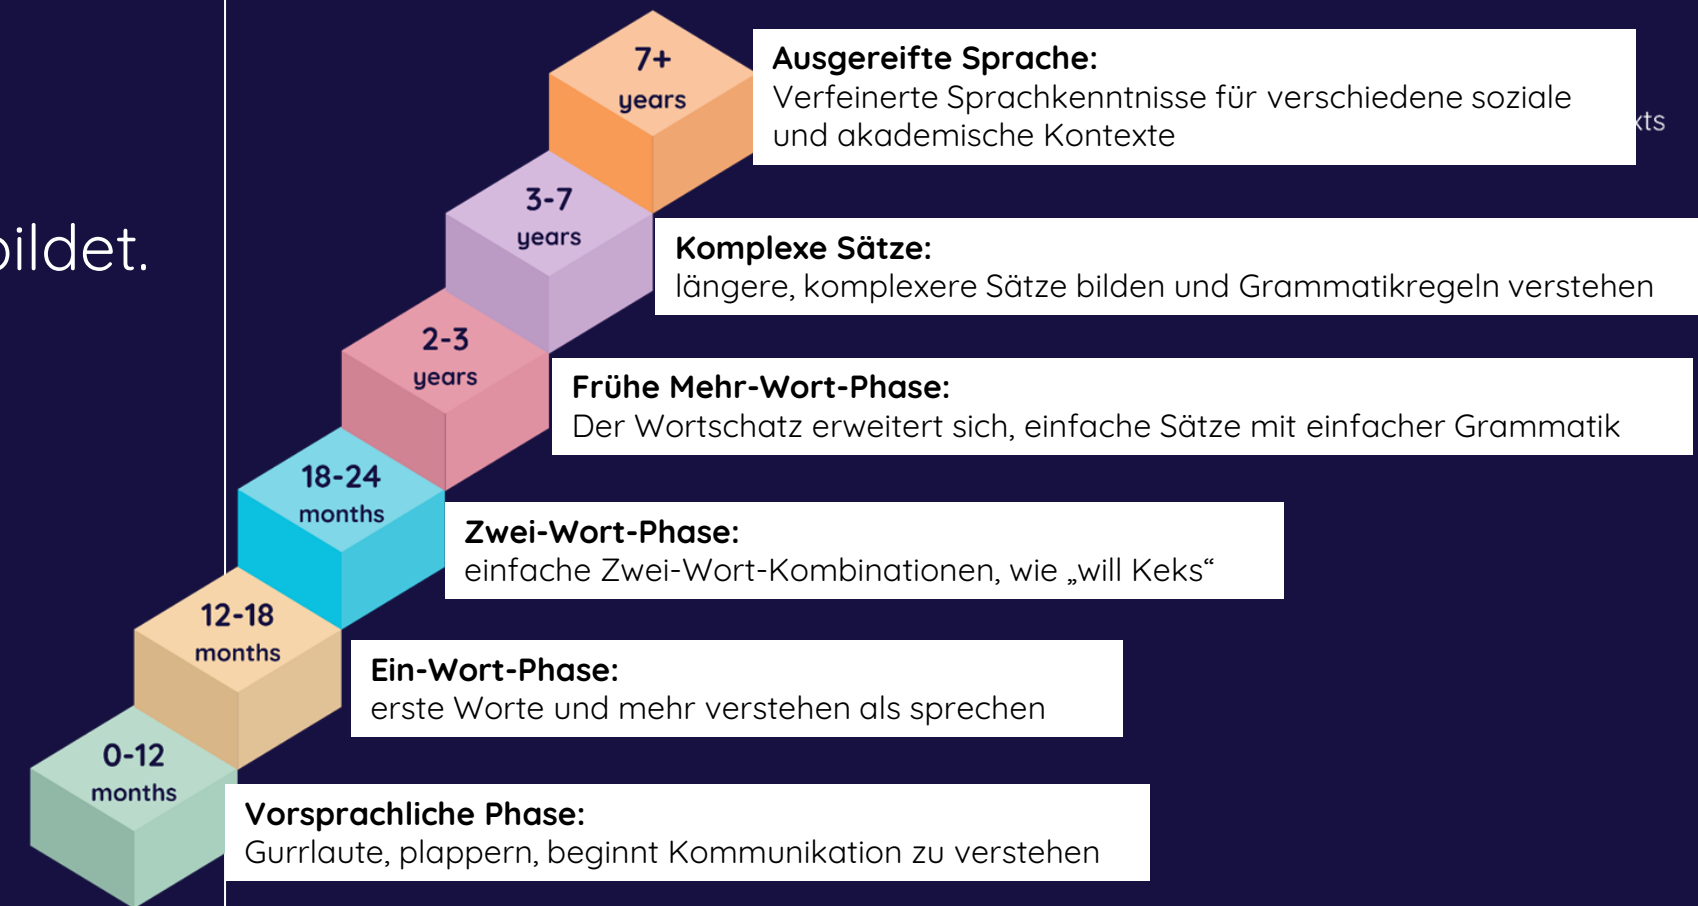 bildet.
7+
years
Ausgereifte Sprache:
Verfeinerte Sprachkenntnisse für verschiedene soziale
und akademische Kontexte
xts
3-7
years
Komplexe Sätze:
längere, komplexere Sätze bilden und Grammatikregeln verstehen
2-3
years
Frühe Mehr-Wort-Phase:
Der Wortschatz erweitert sich, einfache Sätze mit einfacher Grammatik
18-24
months
Zwei-Wort-Phase:
einfache Zwei-Wort-Kombinationen, wie „will Keks“
12-18
months
Ein-Wort-Phase:
erste Worte und mehr verstehen als sprechen
0-12
months
Vorsprachliche Phase:
Gurrlaute, plappern, beginnt Kommunikation zu verstehen